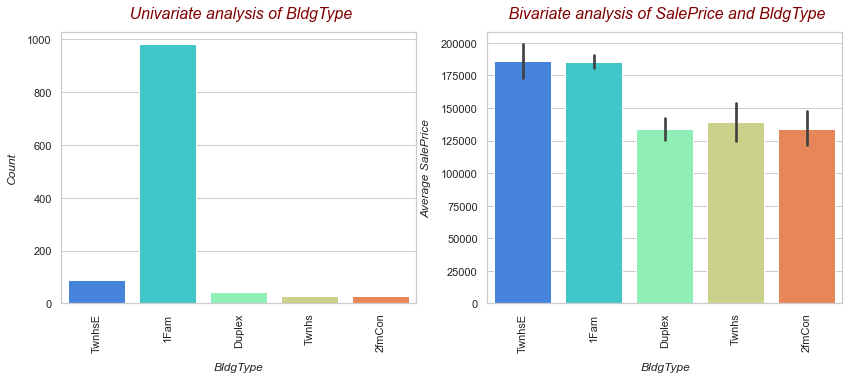 Univariate analysis of BldgType
1000
800
600
400
200
0
Count
TwnhsE
1Fam
Duplex
Twnhs
2fmCon
BldgType
Bivariate analysis of SalePrice and BldgType
200000
175000
150000
125000
100000
75000
50000
25000
0
Average SalePrice
TwnhsE
1Fam
Duplex
Twnhs
2fmCon
BldgType